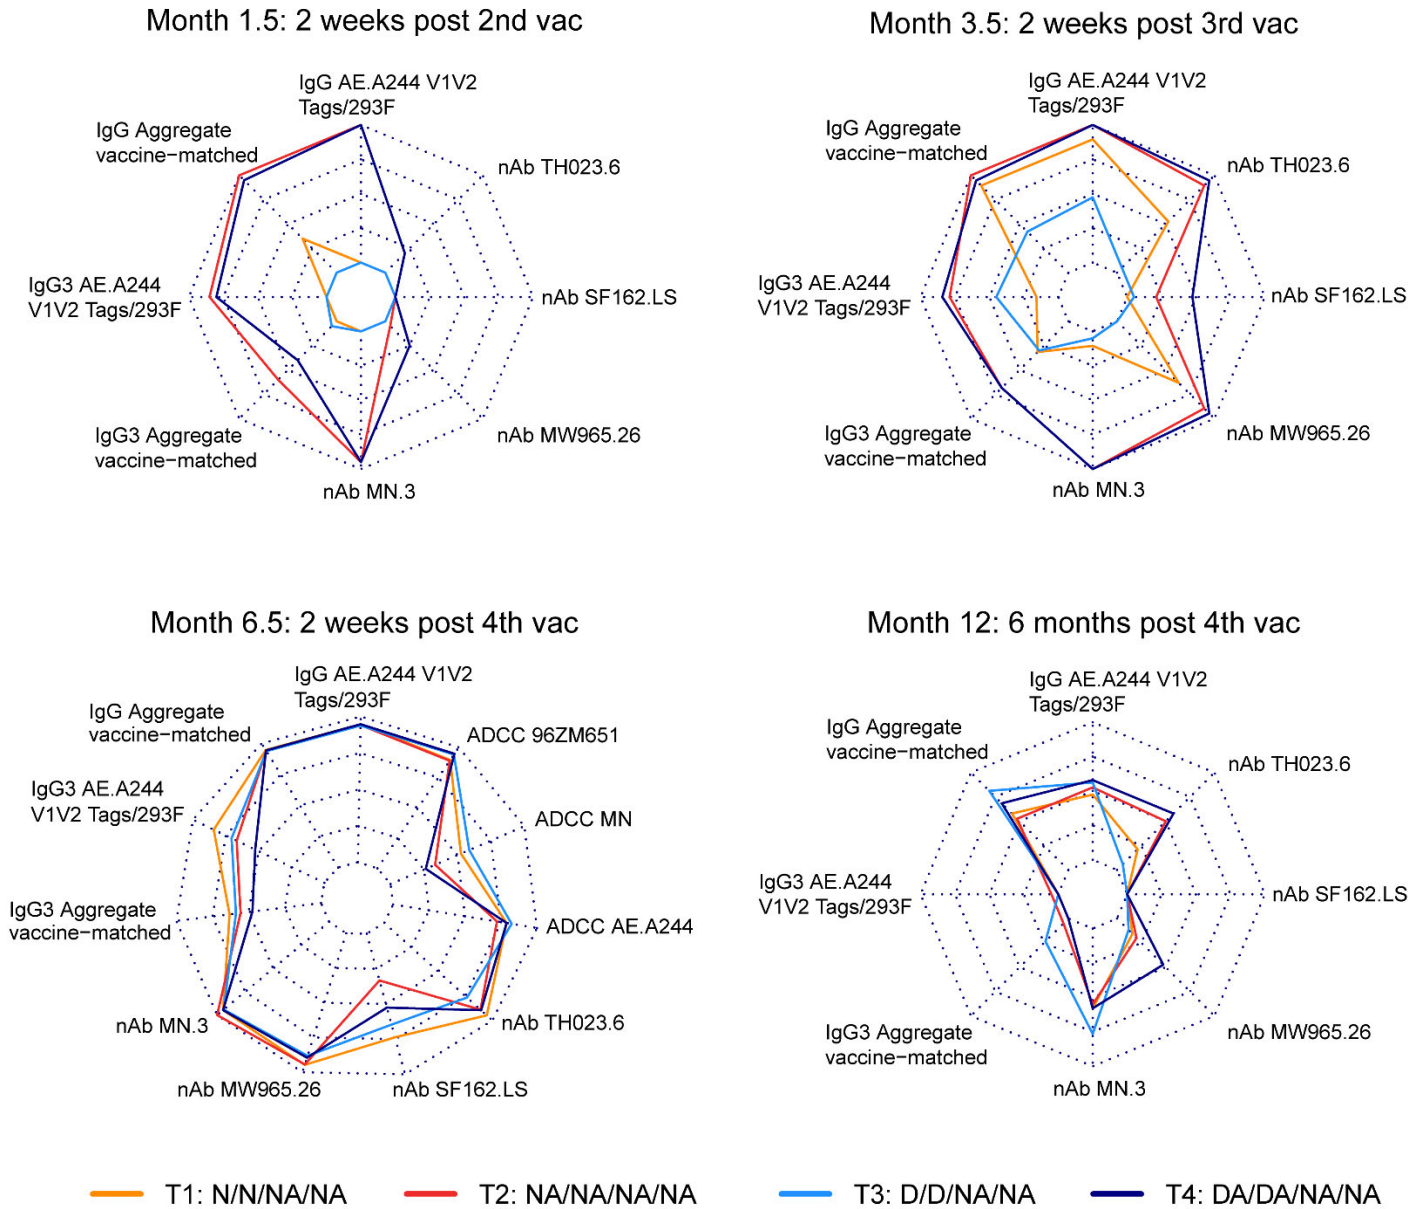 Month 1.5: 2 weeks post 2nd vac
IgG AE.A244 V1V2
Tags/293F
IgG Aggregate
vaccine−matched
nAb TH023.6
IgG3 AE.A244
V1V2 Tags/293F
nAb SF162.LS
IgG3 Aggregate
vaccine−matched
nAb MW965.26
nAb MN.3
Month 3.5: 2 weeks post 3rd vac
IgG AE.A244 V1V2
Tags/293F
IgG Aggregate
vaccine−matched
nAb TH023.6
IgG3 AE.A244
V1V2 Tags/293F
nAb SF162.LS
IgG3 Aggregate
vaccine−matched
nAb MW965.26
nAb MN.3
Month 6.5: 2 weeks post 4th vac
IgG AE.A244 V1V2
Tags/293F
IgG Aggregate
vaccine−matched
ADCC 96ZM651
IgG3 AE.A244
V1V2 Tags/293F
ADCC MN
IgG3 Aggregate
vaccine−matched
ADCC AE.A244
nAb MN.3
nAb TH023.6
nAb MW965.26
nAb SF162.LS
Month 12: 6 months post 4th vac
IgG AE.A244 V1V2
Tags/293F
IgG Aggregate
vaccine−matched
nAb TH023.6
IgG3 AE.A244
V1V2 Tags/293F
nAb SF162.LS
IgG3 Aggregate
vaccine−matched
nAb MW965.26
nAb MN.3
T1: N/N/NA/NA
T2: NA/NA/NA/NA
T3: D/D/NA/NA
T4: DA/DA/NA/NA